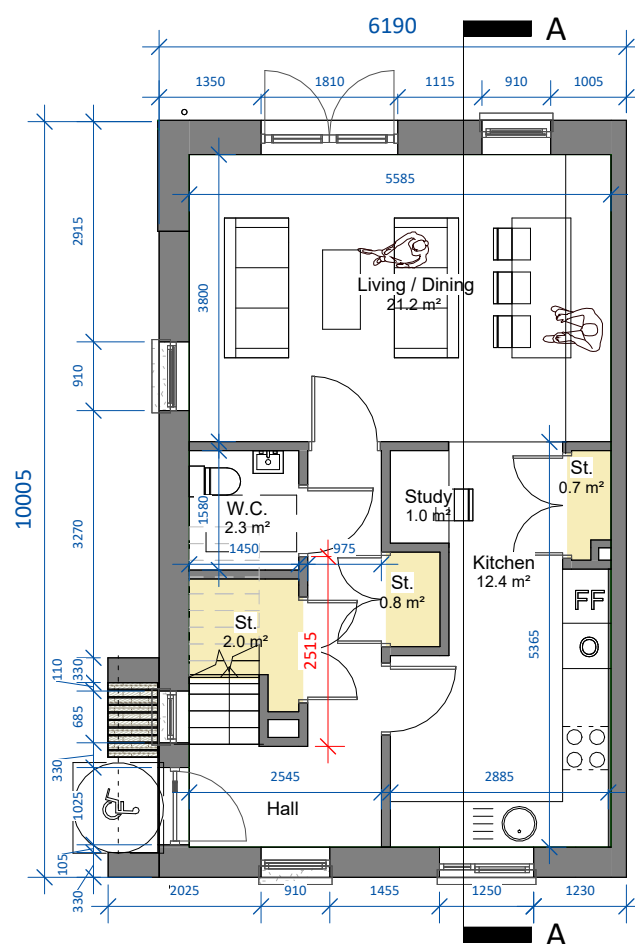 A
6190
1350
1810
1115
910
1005
5585
2915
3800
Living / Dining
21.2 m²
910
10005
3270
St.
0.7 m²
W.C.
2.3 m²
1580
Study
1.0 m²
1450
975
Kitchen
12.4 m²
St.
0.8 m²
FF
St.
2.0 m²
2515
5365
330
110
685
330
2545
2885
1025
Hall
105
330
2025
910
1455
1250
1230
A